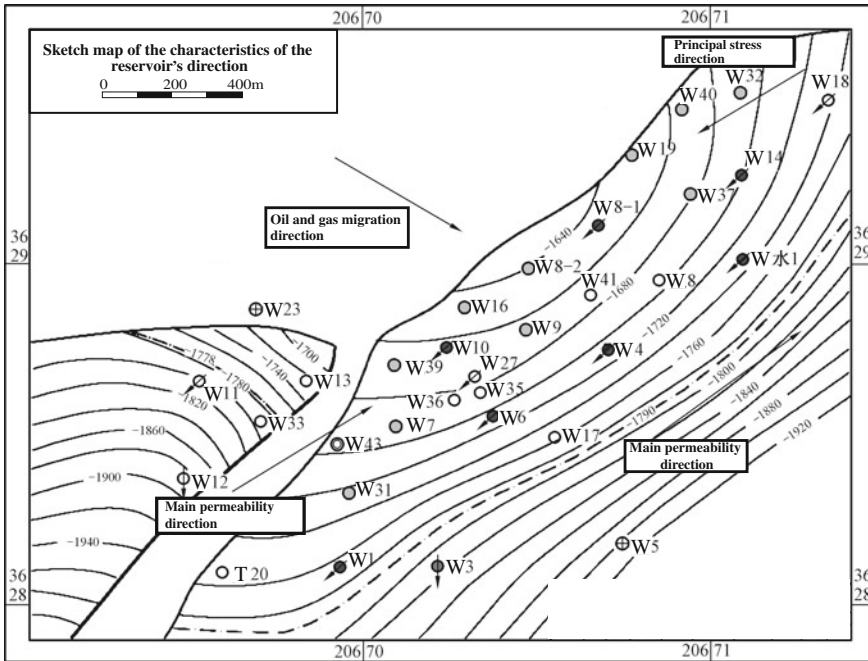 206 70
206 71
Sketch map of the characteristics of the
reservoir's direction
0 200 400m
Principal stress
direction
W32
W18
W40
W19
W14
W37
W8-1
Oil and gas migration
direction
36
29
36
29
-1640
W水1
W8-2
W41
W8
-1680
W16
W23
W9
-1720
W10
W4
-1700
-1778
-1740
-1760
W27
W39
-1780
W13
W11
-1800
W35
-1820
W36
-1840
-1790
W6
W33
W7
-1880
-1860
W43
W17
-1920
Main permeability
direction
-1900
W12
W31
Main permeability
direction
-1940
W5
W1
W3
T20
36
28
36
28
206 70
206 71